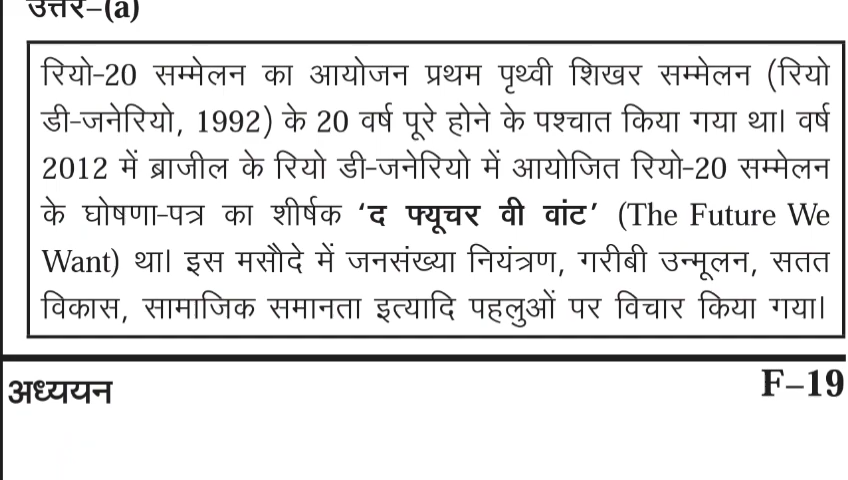 उत्तर–(a)
रियो-20 सम्मेलन का आयोजन प्रथम पृथ्वी शिखर सम्मेलन (रियो
डी-जनेरियो, 1992) के 20 वर्ष पूरे होने के पश्चात किया गया था। वर्ष
2012 में ब्राजील के रियो डी-जनेरियो में आयोजित रियो-20 सम्मेलन
के घोषणा-पत्र का शीर्षक ‘द फ्यूचर वी वांट’ (The Future We
Want) था। इस मसौदे में जनसंख्या नियंत्रण, गरीबी उन्मूलन, सतत
विकास, सामाजिक समानता इत्यादि पहलुओं पर विचार किया गया।
अध्ययन
F–19